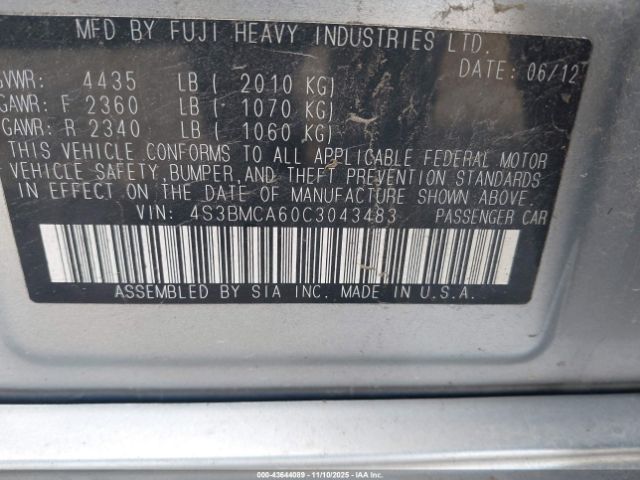 MFD BY FUJI HEAVY INDUSTRIES LTD.
DATE: 06/12
GVWR: 4435 LB ( 2010 KG)
GAWR: F 2360 LB ( 1070 KG)
GAWR: R 2340 LB ( 1060 KG)
THIS VEHICLE CONFORMS TO ALL APPLICABLE FEDERAL MOTOR
VEHICLE SAFETY, BUMPER, AND THEFT PREVENTION STANDARDS
IN EFFECT ON THE DATE OF MANUFACTURE SHOWN ABOVE.
VIN: 4S3BMCA60C3043483 PASSENGER CAR
ASSEMBLED BY SIA INC. MADE IN U.S.A.
000-43644089 - 11/10/2025 - IAAI.COM